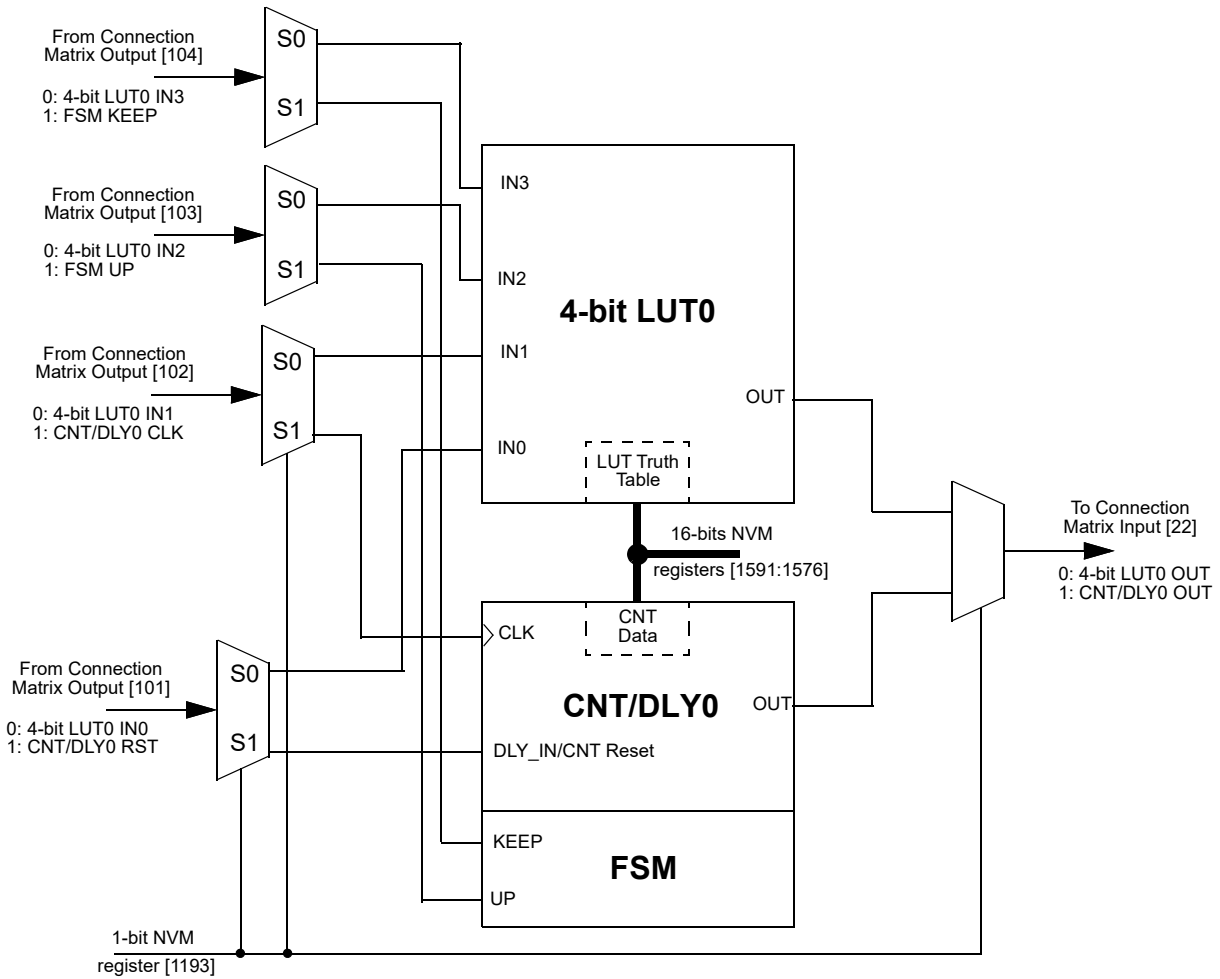 From Connection
Matrix Output [104]
0: 4-bit LUT0 IN3
1: FSM KEEP
S0
S1
From Connection
Matrix Output [103]
0: 4-bit LUT0 IN2
1: FSM UP
S0
S1
From Connection
Matrix Output [102]
0: 4-bit LUT0 IN1
1: CNT/DLY0 CLK
S0
S1
From Connection
Matrix Output [101]
0: 4-bit LUT0 IN0
1: CNT/DLY0 RST
S0
S1
IN3
IN2
IN1
IN0
4-bit LUT0
OUT
LUT Truth
Table
16-bits NVM
registers [1591:1576]
CNT
Data
CLK
CNT/DLY0
OUT
DLY_IN/CNT Reset
KEEP
FSM
UP
To Connection
Matrix Input [22]
0: 4-bit LUT0 OUT
1: CNT/DLY0 OUT
1-bit NVM
register [1193]